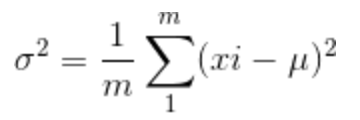 σ² = 1/m ∑₁ᵐ (xi − μ)²